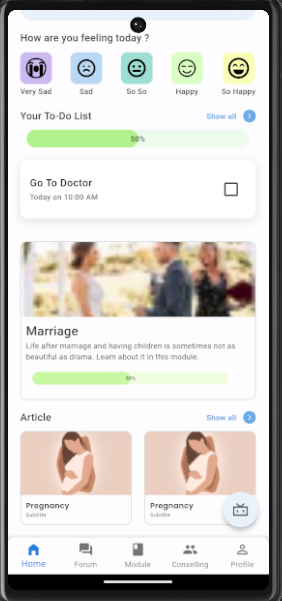 How are you feeling today ?
Very Sad
Sad
So So
Happy
So Happy
Your To-Do List
Show all
50%
Go To Doctor
Today on 10:00 AM
Marriage
Life after marriage and having children is sometimes not as
beautiful as drama. Learn about it in this module.
50%
Article
Show all
Pregnancy
Subtitle
Pregnancy
Subtitle
Home
Forum
Module
Conselling
Profile